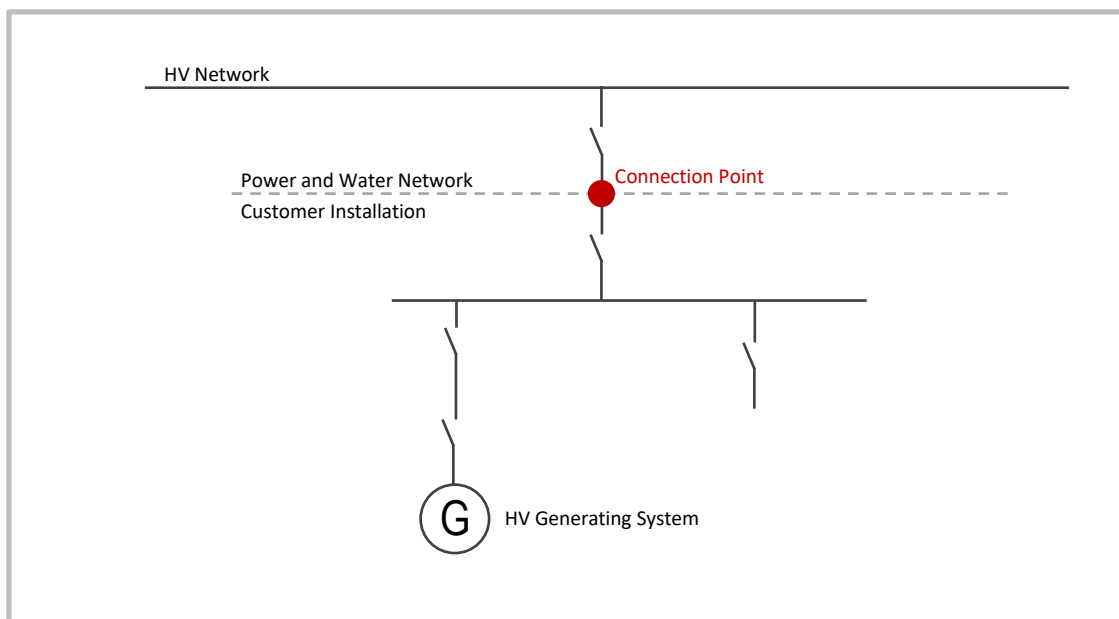 HV Network
Power and Water Network
Connection Point
Customer Installation
G
HV Generating System